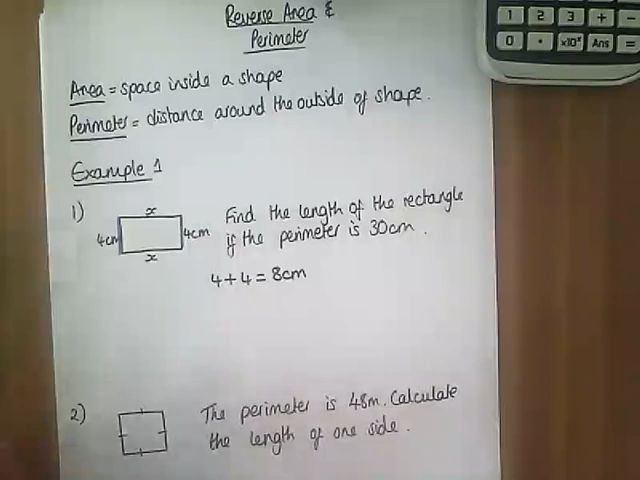 Reverse Area &
Perimeter
Area = space inside a shape
Perimeter = distance around the outside of shape.
Example 1
1)
x
4cm
4cm
x
Find the length of the rectangle
if the perimeter is 30cm.
4+4 = 8cm
2)
The perimeter is 48m. Calculate
the length of one side.
1 2 3 + −
0 . ×10ˣ Ans =